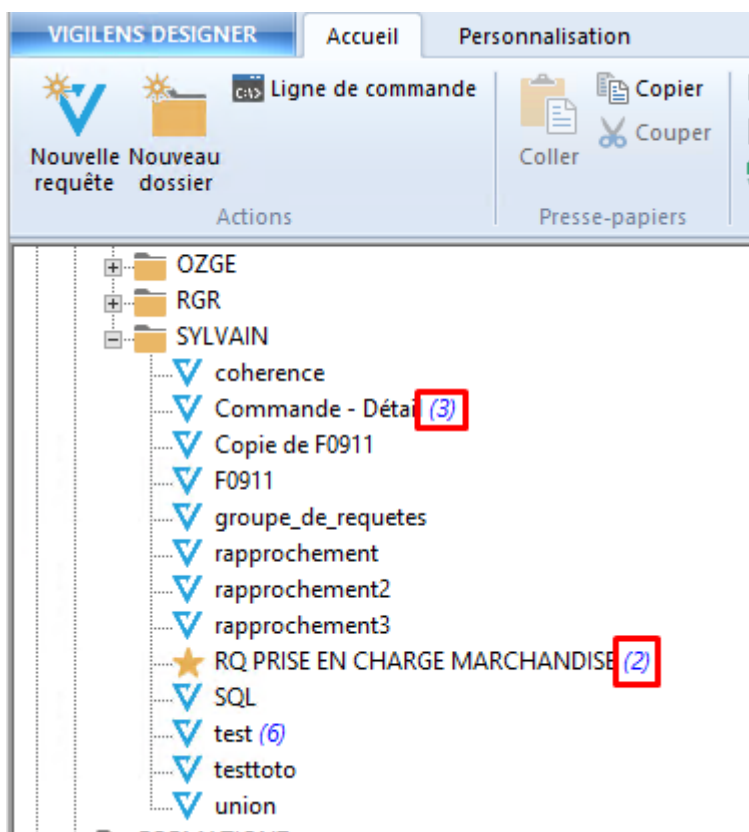 VIGILENS DESIGNER Accueil Personnalisation
Ligne de commande
Copier
Couper
Nouvelle requête
Nouveau dossier
Coller
Actions
Presse-papiers
OZGE
RGR
SYLVAIN
coherence
Commande - Détail (3)
Copie de F0911
F0911
groupe_de_requetes
rapprochement
rapprochement2
rapprochement3
RQ PRISE EN CHARGE MARCHANDISE (2)
SQL
test (6)
testtoto
union